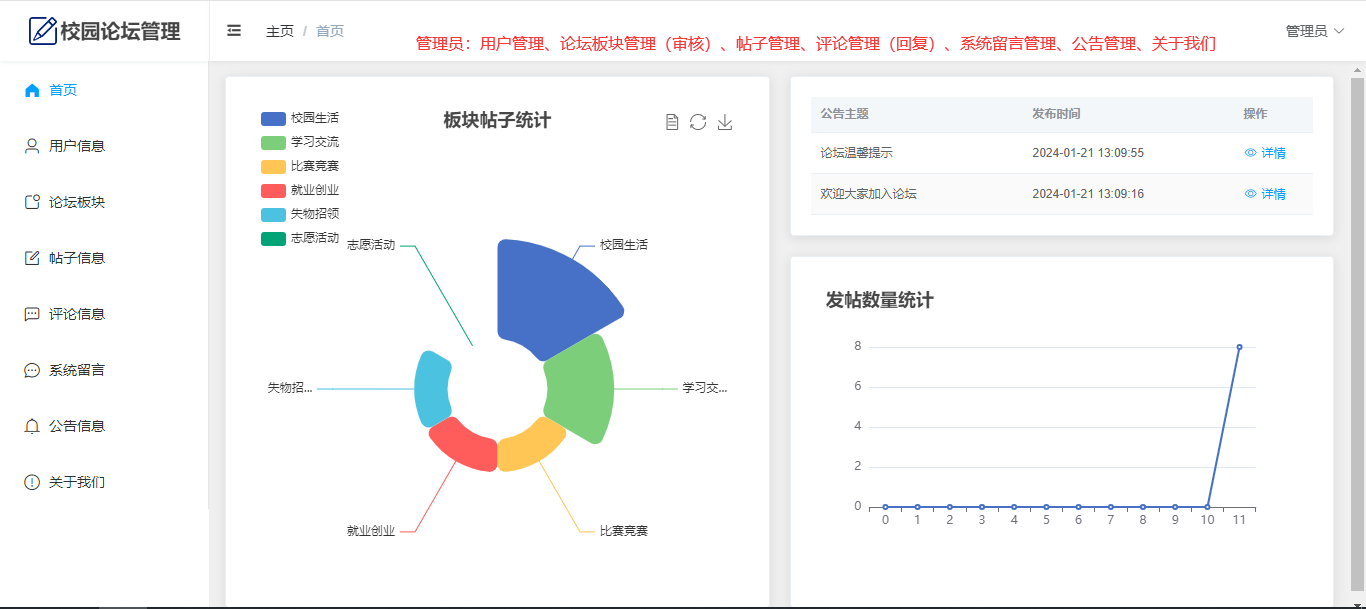 校园论坛管理
主页 / 首页
管理员：用户管理、论坛板块管理（审核）、帖子管理、评论管理（回复）、系统留言管理、公告管理、关于我们
管理员
首页
用户信息
论坛板块
帖子信息
评论信息
系统留言
公告信息
关于我们
板块帖子统计
校园生活
学习交流
比赛竞赛
就业创业
失物招领
志愿活动
志愿活动
校园生活
失物招...
学习交...
就业创业
比赛竞赛
公告主题 发布时间 操作
论坛温馨提示 2024-01-21 13:09:55 详情
欢迎大家加入论坛 2024-01-21 13:09:16 详情
发帖数量统计
8
6
4
2
0
0 1 2 3 4 5 6 7 8 9 10 11